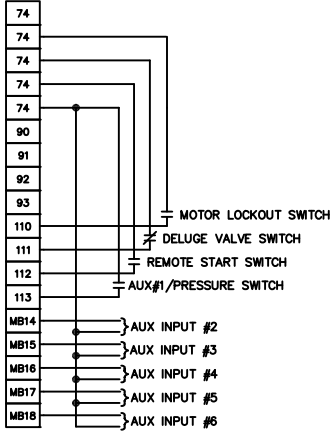 74
74
74
74
74
90
91
92
93
110
MOTOR LOCKOUT SWITCH
111
DELUGE VALVE SWITCH
REMOTE START SWITCH
112
AUX#1/PRESSURE SWITCH
113
MB14
AUX INPUT #2
MB15
AUX INPUT #3
MB16
AUX INPUT #4
MB17
AUX INPUT #5
MB18
AUX INPUT #6